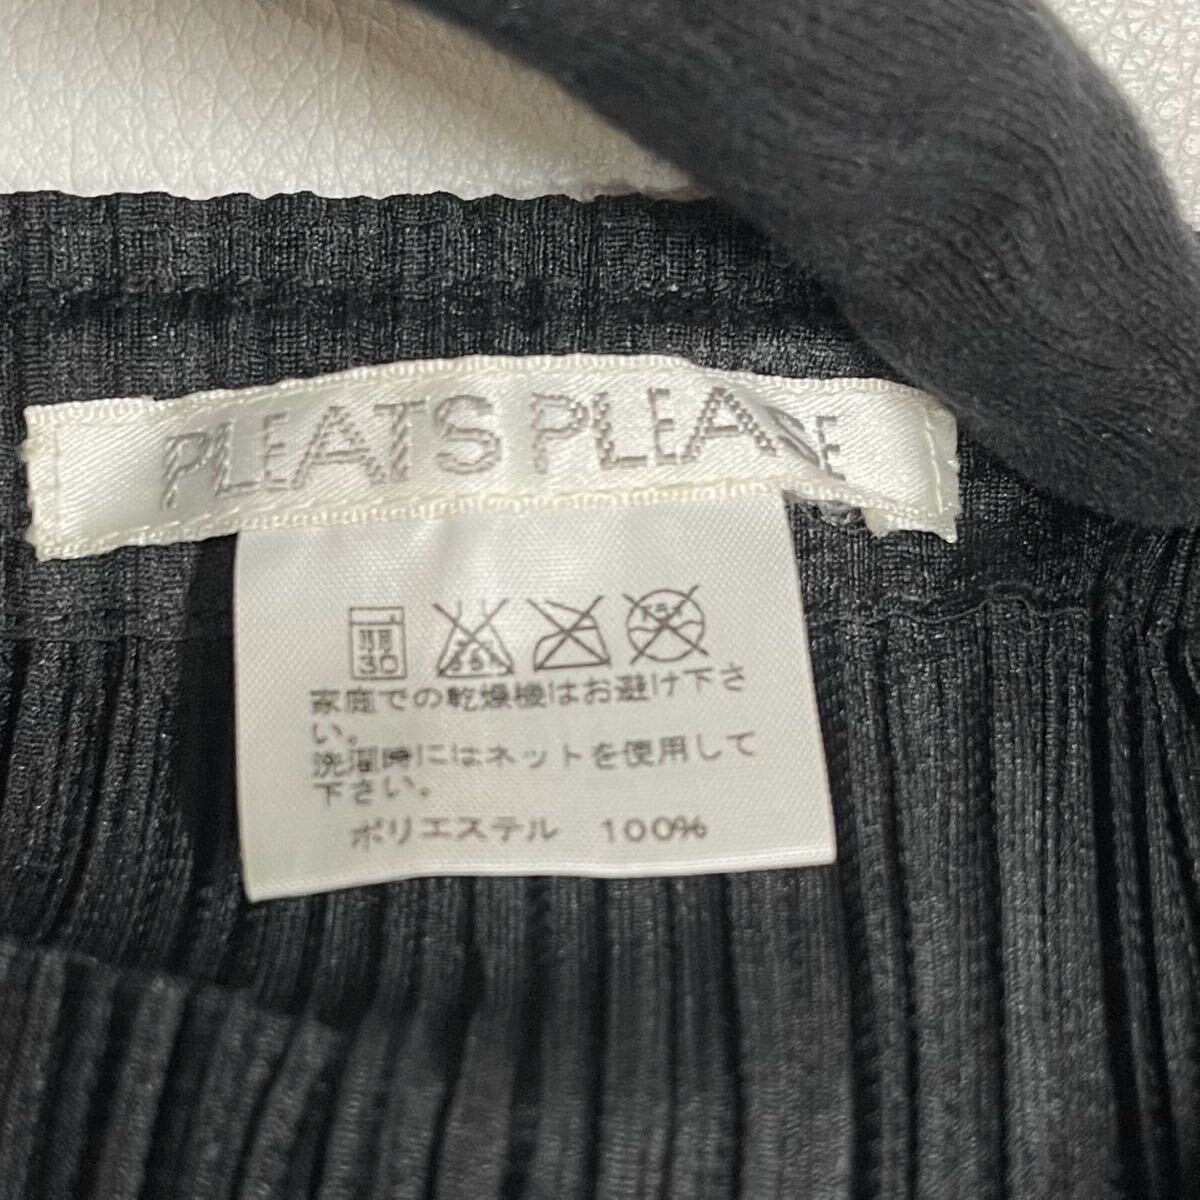 PLEATS PLEASE
弱
30
家庭での乾燥機はお避け下さ
い。
洗濯時にはネットを使用して
下さい。
ポリエステル 100%